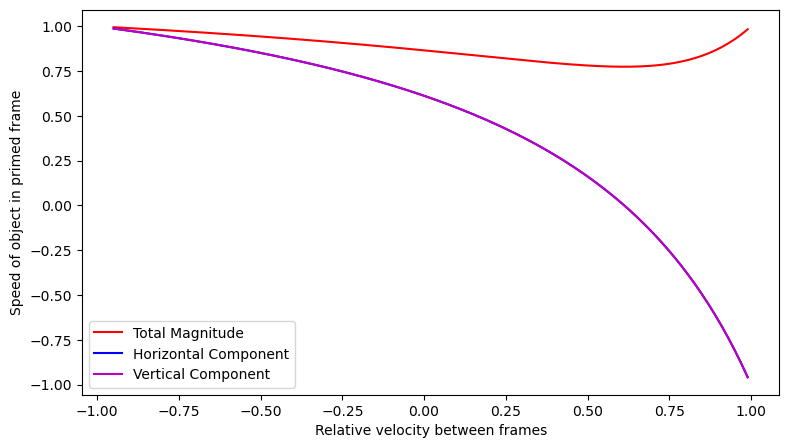 1.00
0.75
0.50
0.25
0.00
−0.25
−0.50
−0.75
−1.00
Speed of object in primed frame
Total Magnitude
Horizontal Component
Vertical Component
−1.00 −0.75 −0.50 −0.25 0.00 0.25 0.50 0.75 1.00
Relative velocity between frames